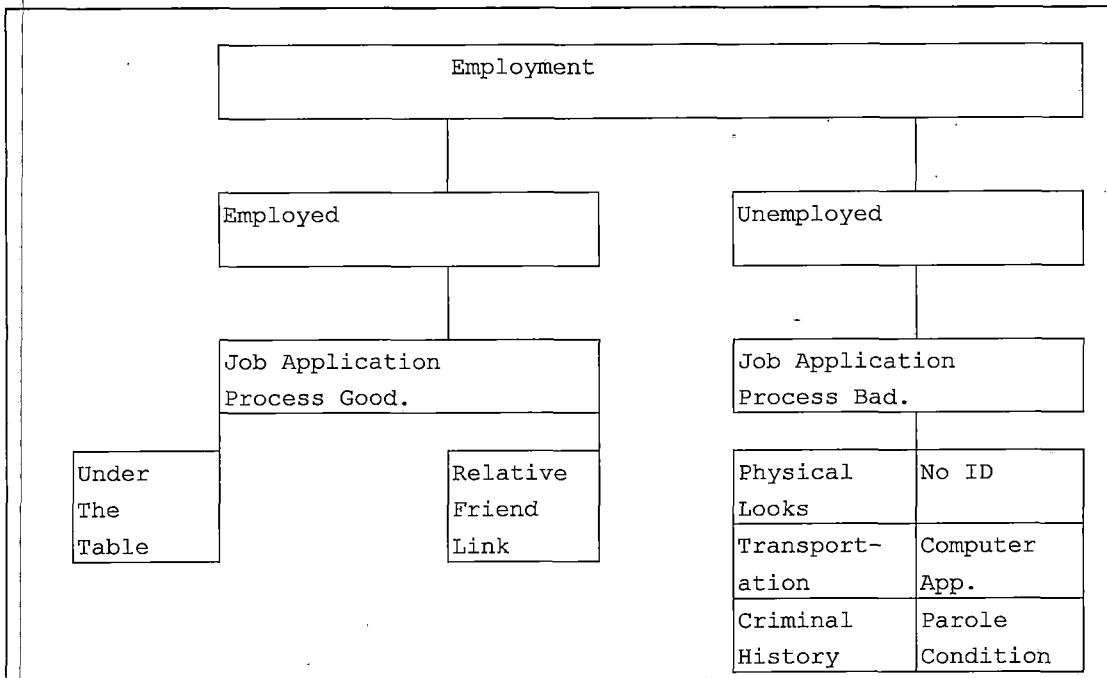 Employment
Employed
Unemployed
Job Application
Process Good.
Job Application
Process Bad.
Under
The
Table
Relative
Friend
Link
Physical
Looks
No ID
Transport-
ation
Computer
App.
Criminal
History
Parole
Condition